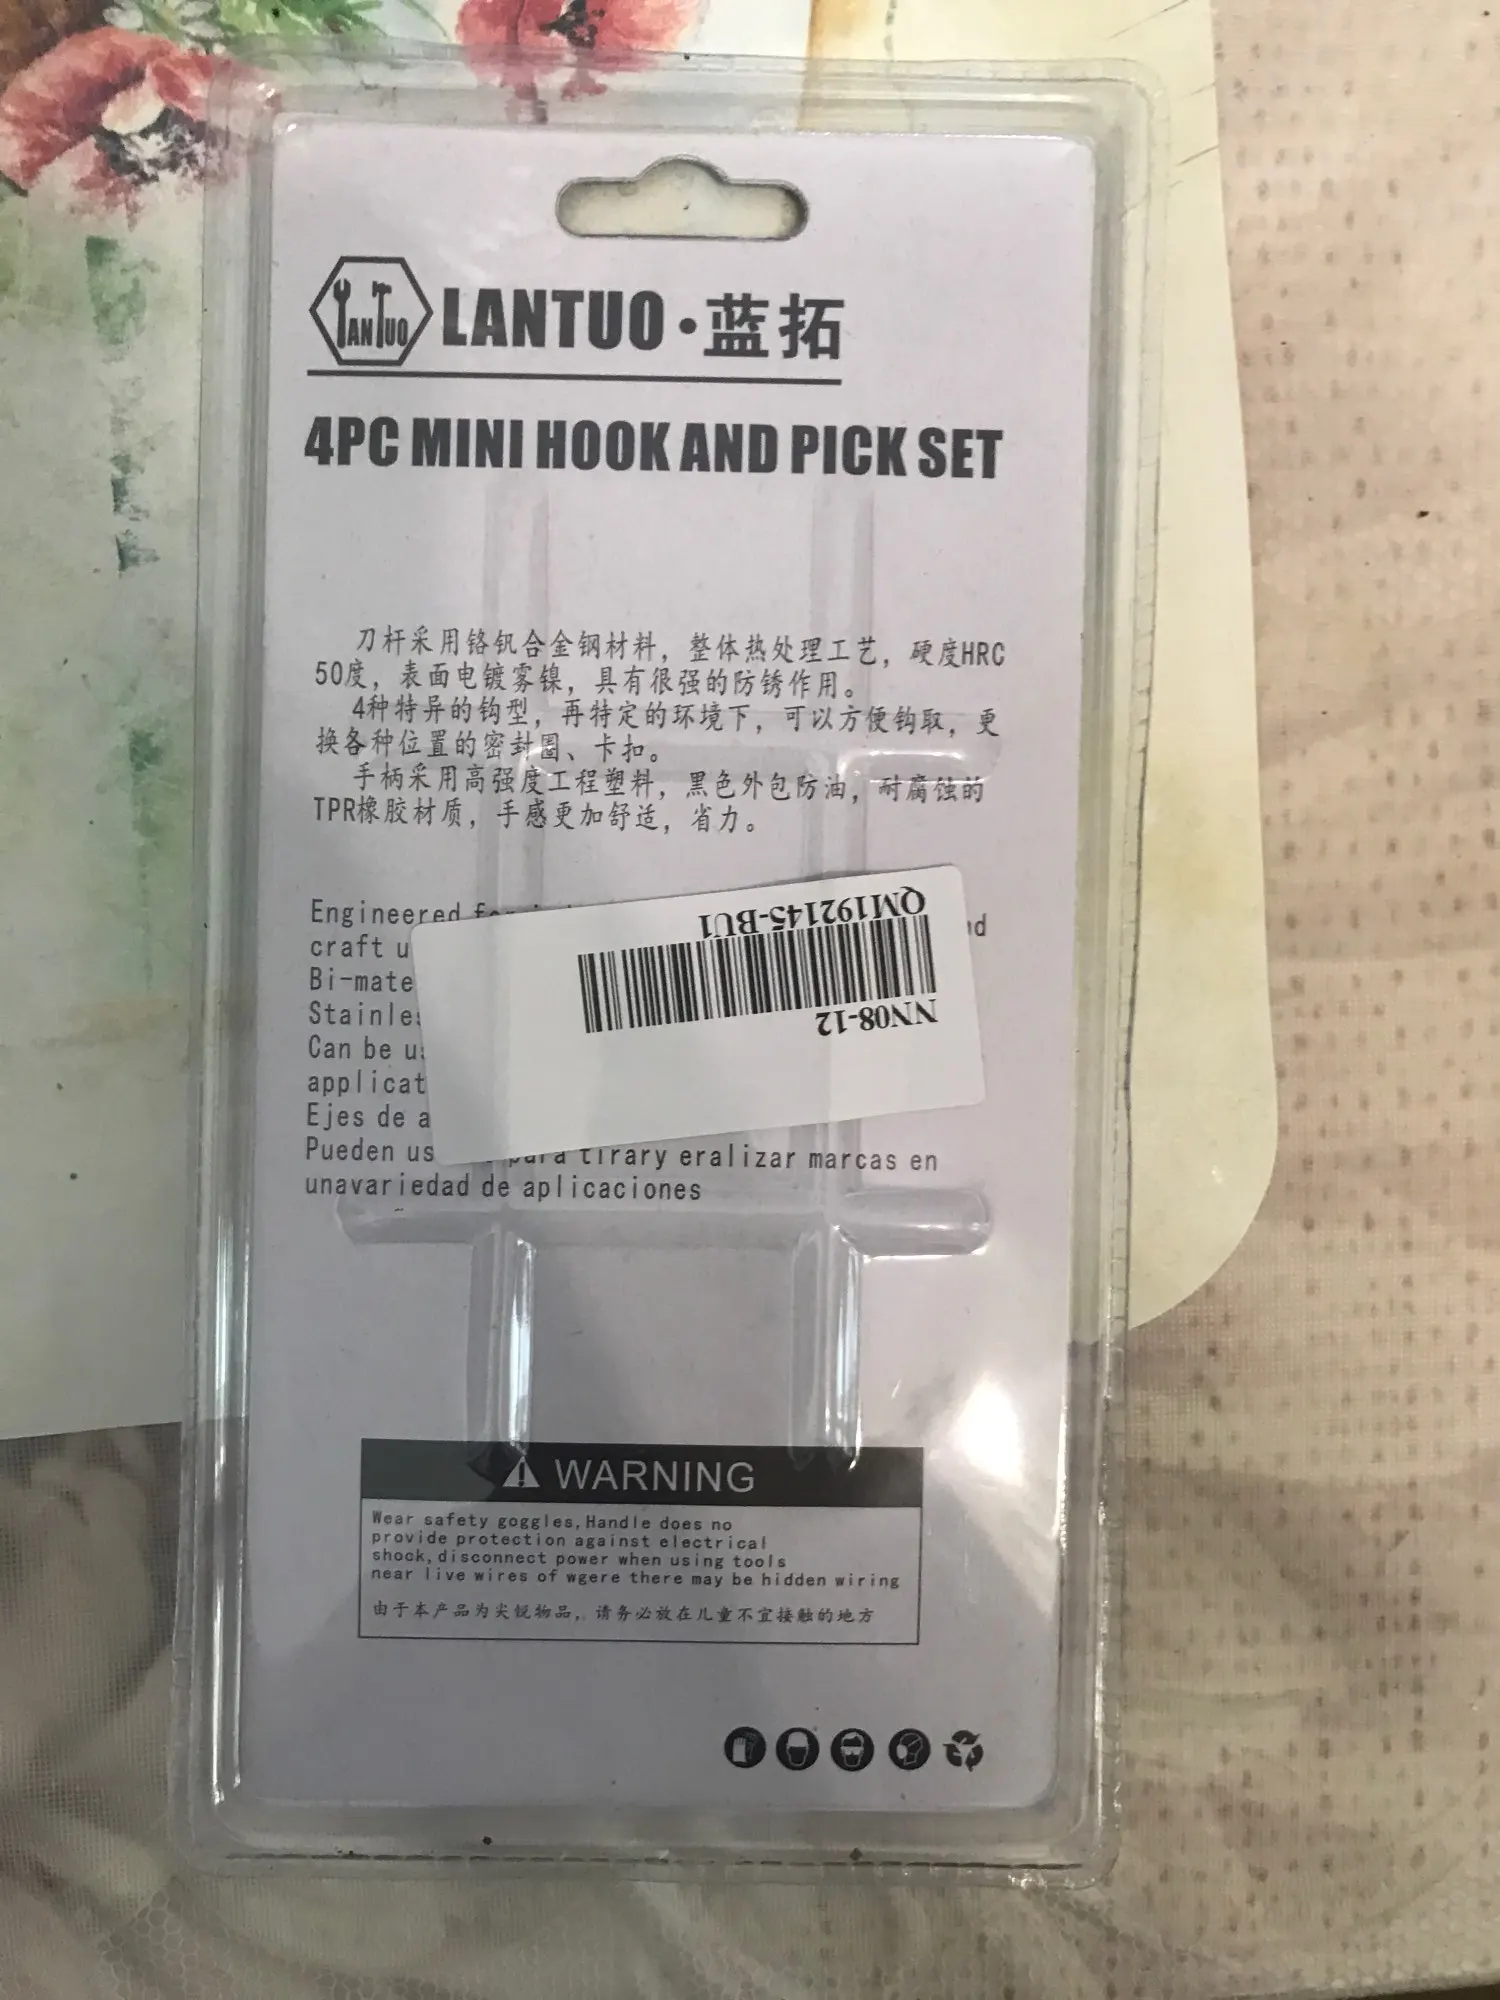 LANTUO
LANTUO·蓝拓
4PC MINI HOOK AND PICK SET
刀杆采用铬钒合金钢材料，整体热处理工艺，硬度HRC
50度，表面电镀雾镍，具有很强的防锈作用。
4种特异的钩型，再特定的环境下，可以方便钩取，更
换各种位置的密封圈、卡扣。
手柄采用高强度工程塑料，黑色外包防油，耐腐蚀的
TPR橡胶材质，手感更加舒适，省力。
Engineered
craft
Bi-mate
Can be
Ejes de
Pueden para tirary eralizar marcas en
unavariedad de aplicaciones
QM192145-BU1
NN08-12
WARNING
Wear safety goggles,Handle does no
provide protection against electrical
shock,disconnect power when using tools
near live wires of wgere there may be hidden wiring
由于本产品为尖锐物品，请务必放在儿童不宜接触的地方